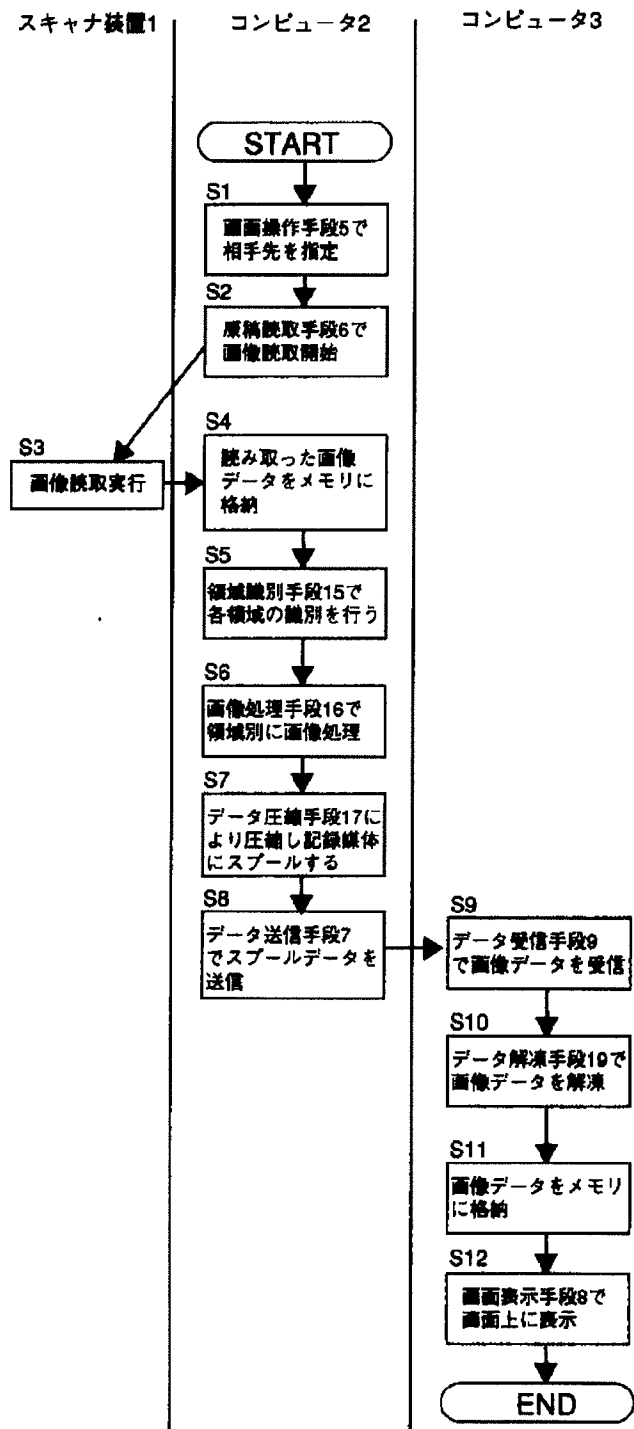 スキャナ装置1
コンピュータ2
コンピュータ3
START
S1
画面操作手段5で
相手先を指定
S2
原稿読取手段6で
画像読取開始
S3
画像読取実行
S4
読み取った画像
データをメモリに
格納
S5
領域識別手段15で
各領域の識別を行う
S6
画像処理手段16で
領域別に画像処理
S7
データ圧縮手段17に
より圧縮し記録媒体
にスプールする
S8
データ送信手段7
でスプールデータを
送信
S9
データ受信手段9
で画像データを受信
S10
データ解凍手段19で
画像データを解凍
S11
画像データをメモリ
に格納
S12
画面表示手段8で
画面上に表示
END